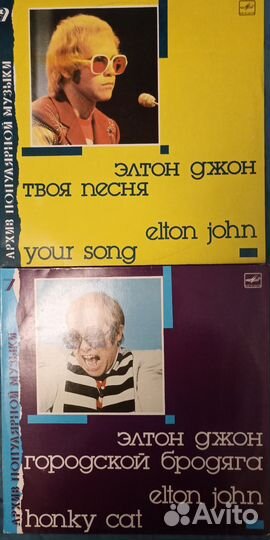 АРХИВ ПОПУЛЯРНОЙ МУЗЫКИ
элтон джон
твоя песня
elton john
your song
АРХИВ ПОПУЛЯРНОЙ МУЗЫКИ
элтон джон
городской бродяга
elton john
honky cat
Avito